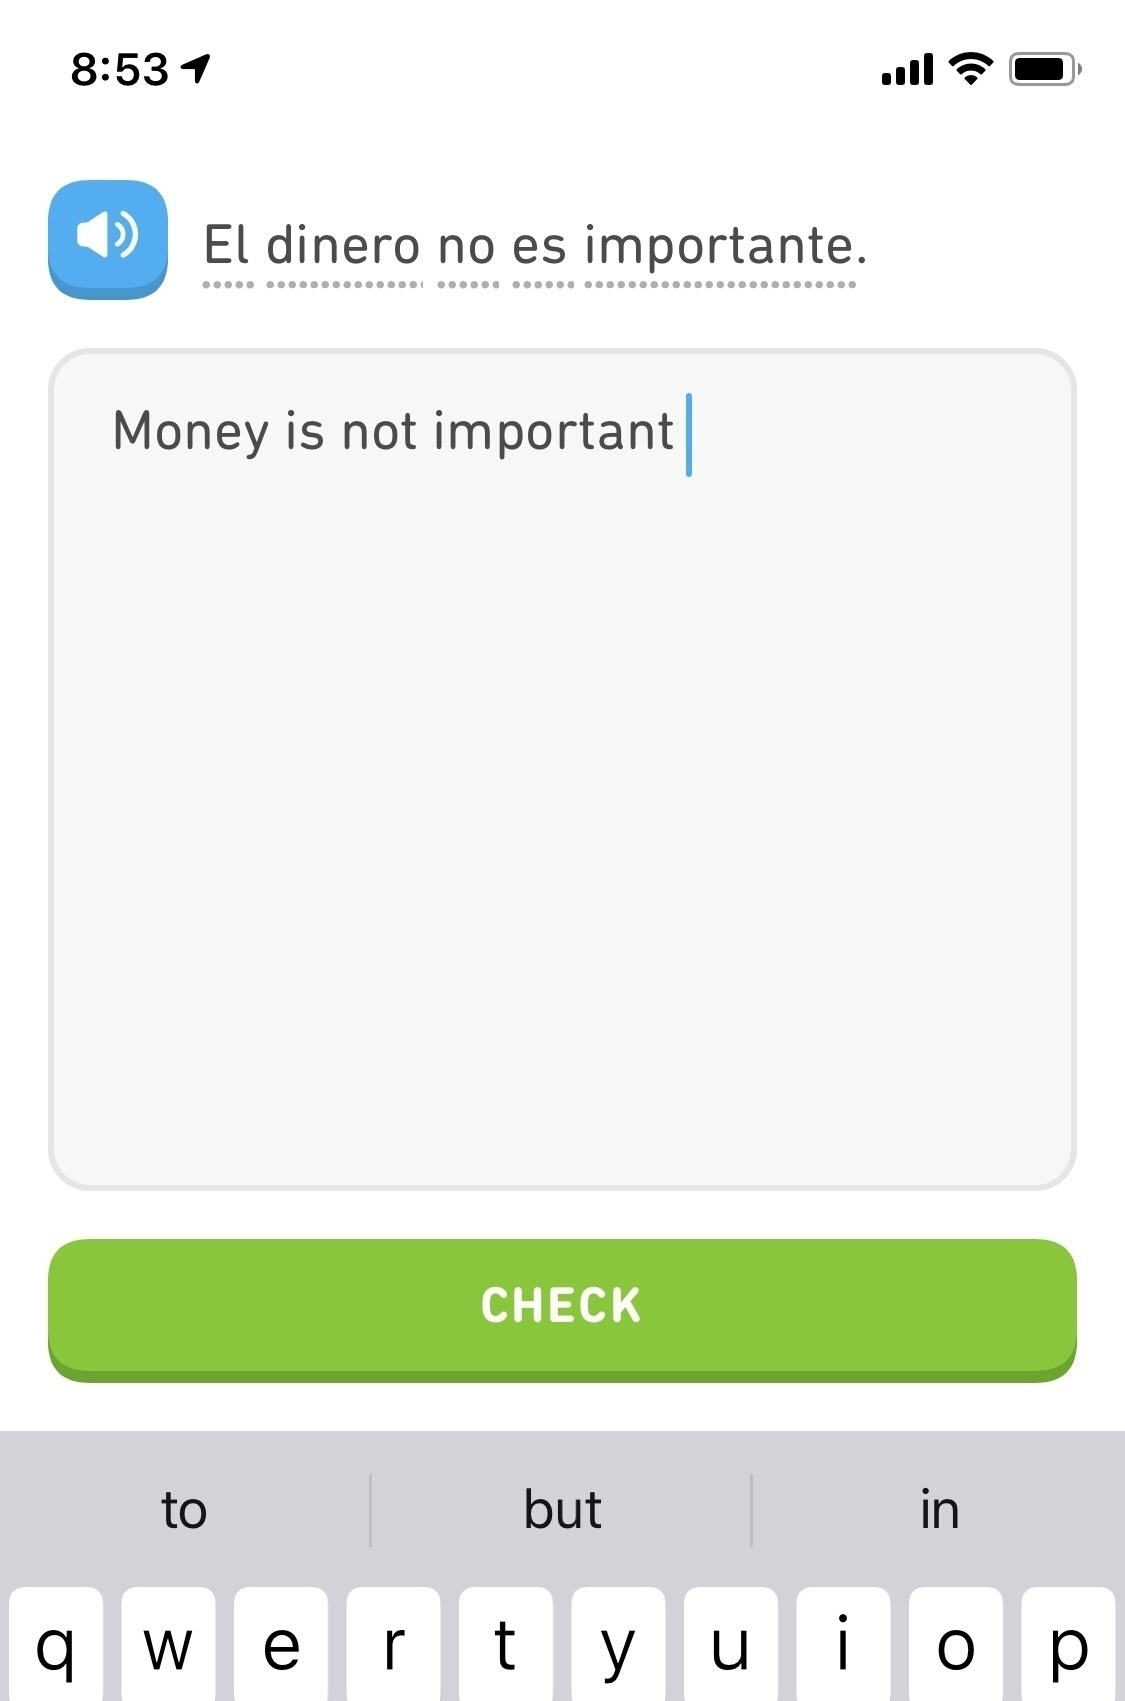 8:53
El dinero no es importante.
Money is not important
CHECK
to but in
q w e r t y u i o p